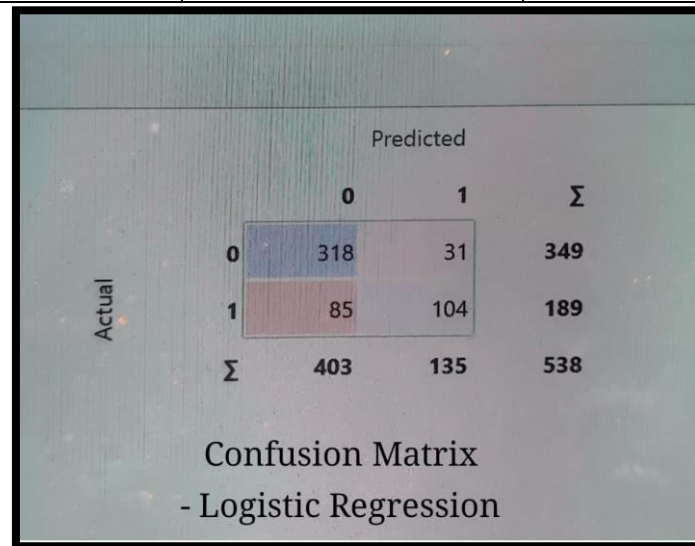 Predicted
0 1 Σ
0 318 31 349
Actual
1 85 104 189
Σ 403 135 538
Confusion Matrix
- Logistic Regression